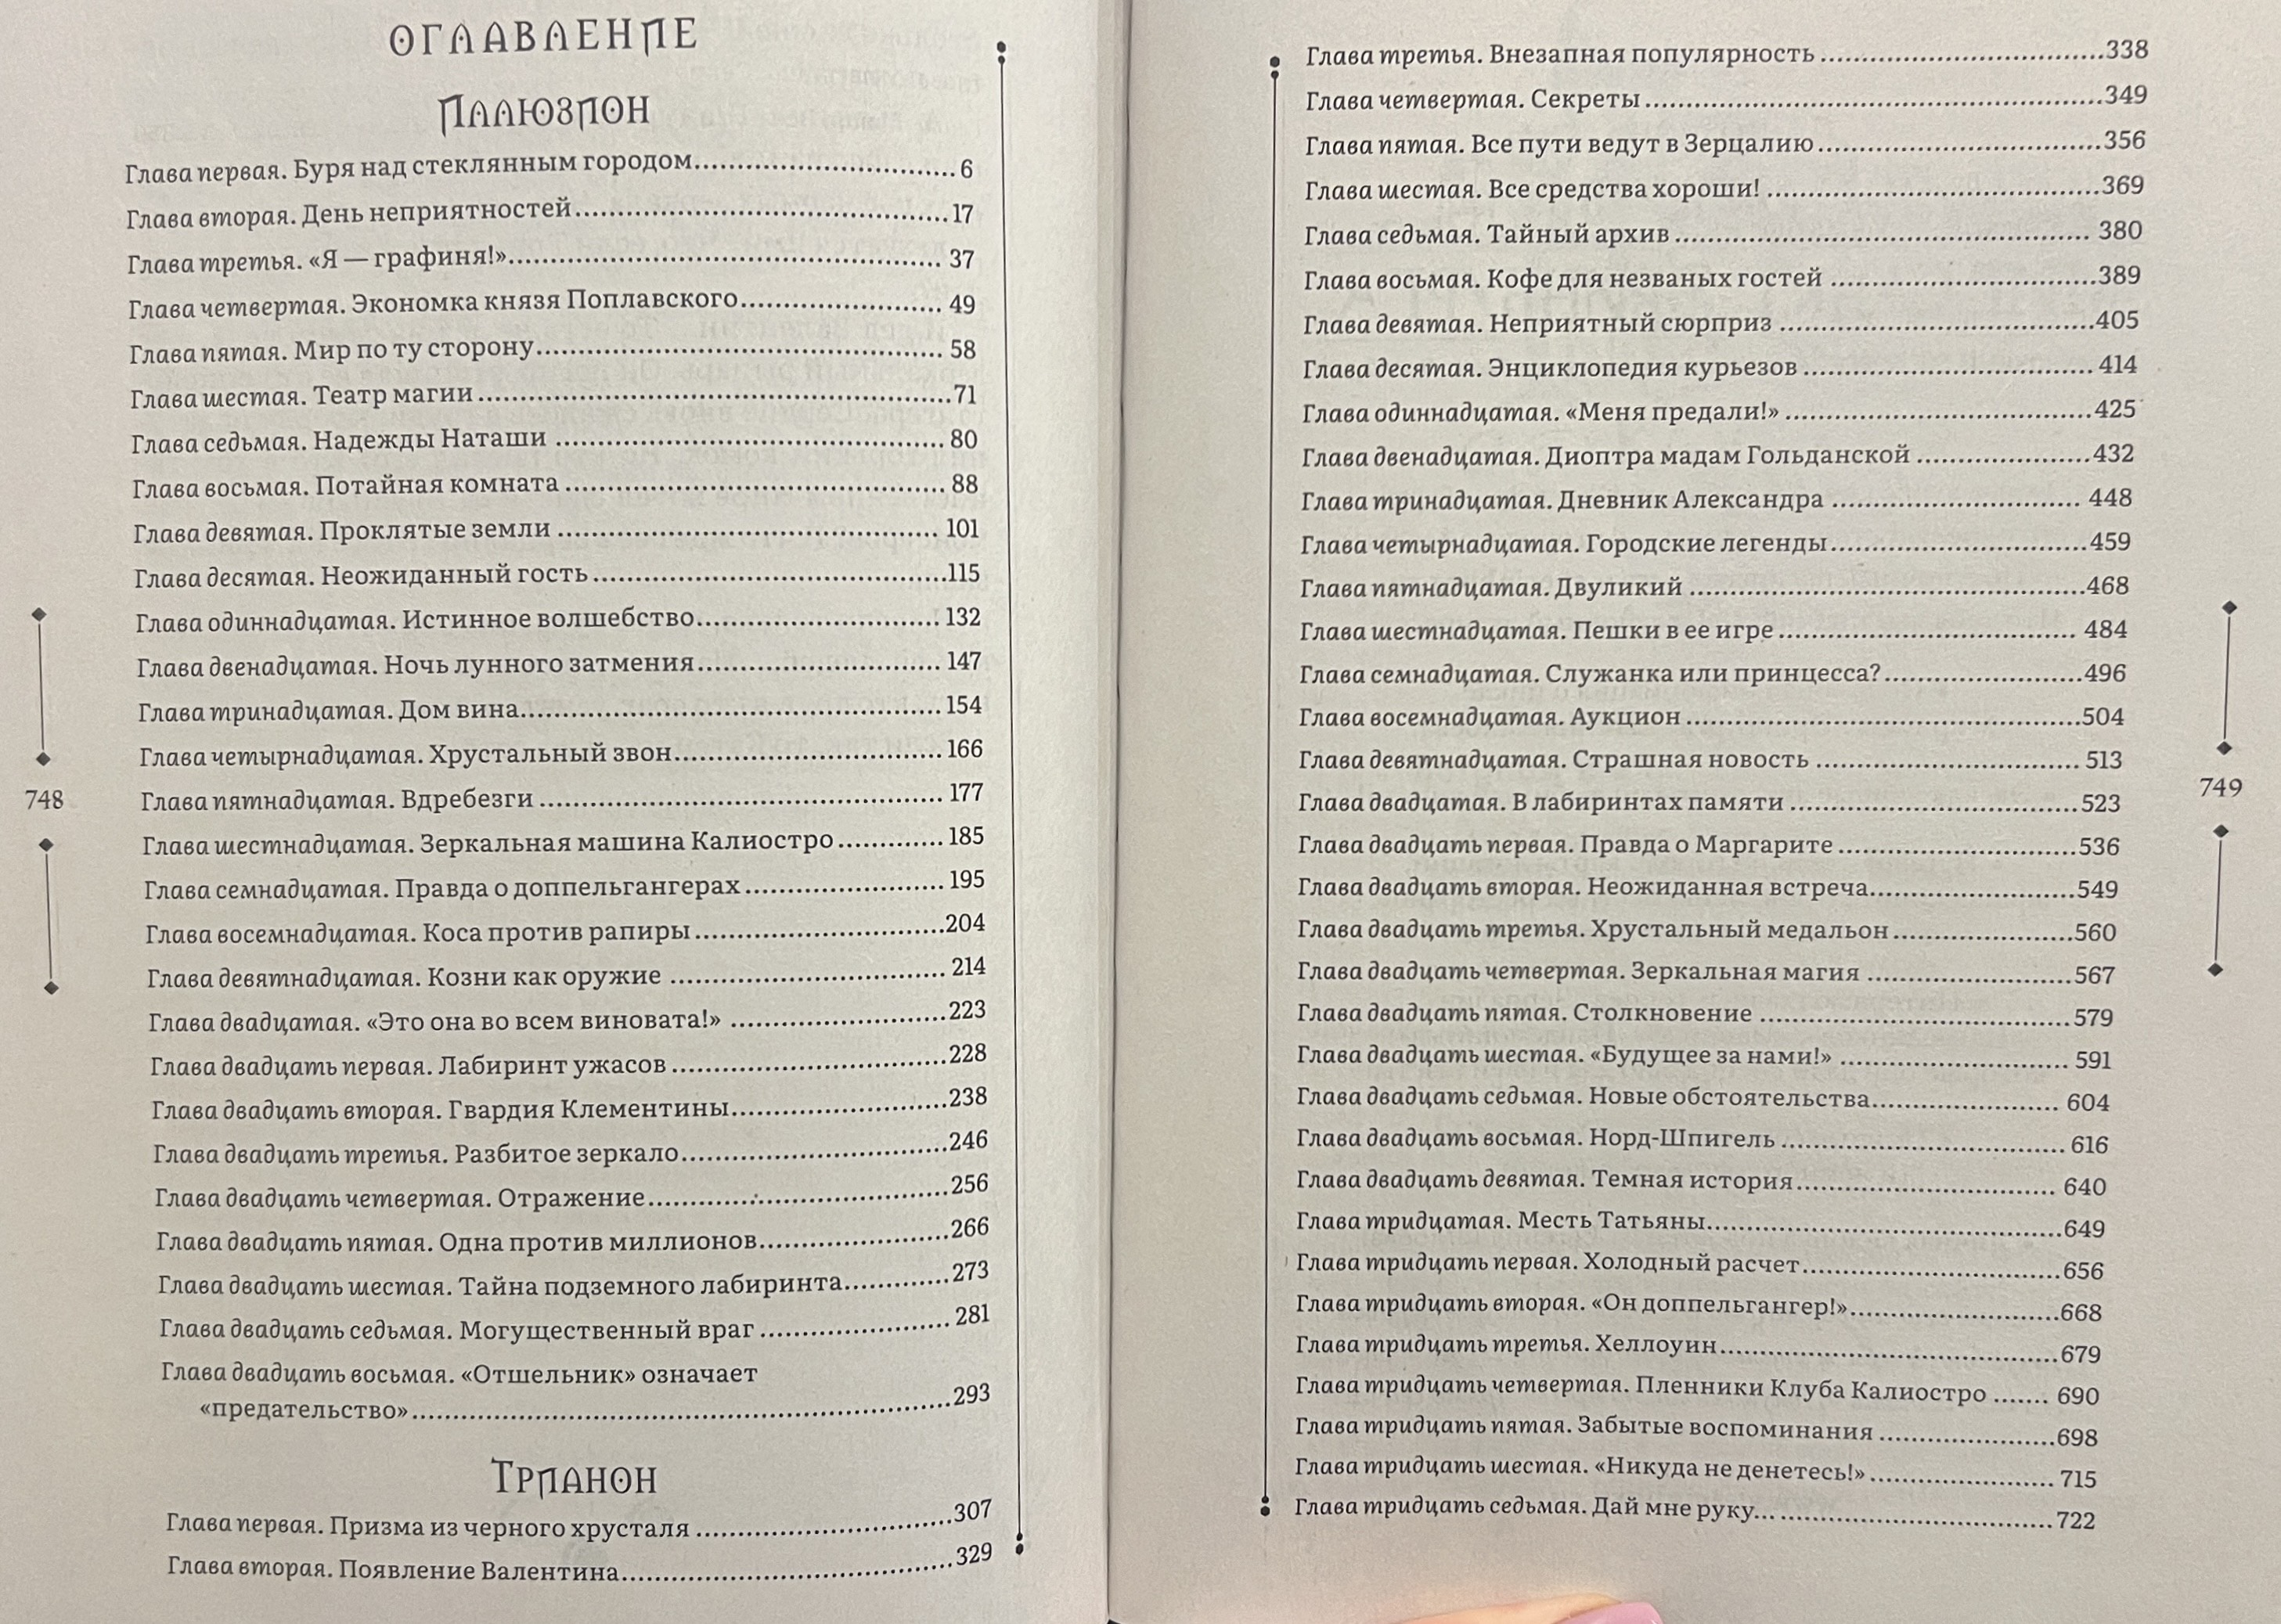 ОГЛАВЛЕНИЕ
ИЛЛЮЗИОН
Глава первая. Буря над стеклянным городом..............................6
Глава вторая. День неприятностей..............................17
Глава третья. «Я — графиня!».............................. 37
Глава четвертая. Экономка князя Поплавского.............................. 49
Глава пятая. Мир по ту сторону.............................. 58
Глава шестая. Театр магии..............................71
Глава седьмая. Надежды Наташи .............................. 80
Глава восьмая. Потайная комната .............................. 88
Глава девятая. Проклятые земли .............................. 101
Глава десятая. Неожиданный гость..............................115
Глава одиннадцатая. Истинное волшебство.............................. 132
Глава двенадцатая. Ночь лунного затмения.............................. 147
Глава тринадцатая. Дом вина.............................. 154
Глава четырнадцатая. Хрустальный звон.............................. 166
Глава пятнадцатая. Вдребезги.............................. 177
748
Глава шестнадцатая. Зеркальная машина Калиостро............ 185
Глава семнадцатая. Правда о доппельгангерах.............................. 195
Глава восемнадцатая. Коса против рапиры..............................204
Глава девятнадцатая. Козни как оружие .............................. 214
Глава двадцатая. «Это она во всем виновата!» ..............................223
Глава двадцать первая. Лабиринт ужасов..............................228
Глава двадцать вторая. Гвардия Клементины..............................238
Глава двадцать третья. Разбитое зеркало..............................246
Глава двадцать четвертая. Отражение..............................256
Глава двадцать пятая. Одна против миллионов..............................266
Глава двадцать шестая. Тайна подземного лабиринта............273
Глава двадцать седьмая. Могущественный враг .............................. 281
Глава двадцать восьмая. «Отшельник» означает
«предательство»..............................293
ТРИАНОН
Глава первая. Призма из черного хрусталя ..............................307
Глава вторая. Появление Валентина..............................329
Глава третья. Внезапная популярность..............................338
Глава четвертая. Секреты..............................349
Глава пятая. Все пути ведут в Зерцалию..............................356
Глава шестая. Все средства хороши! ..............................369
Глава седьмая. Тайный архив.............................. 380
Глава восьмая. Кофе для незваных гостей ..............................389
Глава девятая. Неприятный сюрприз ..............................405
Глава десятая. Энциклопедия курьезов.............................. 414
Глава одиннадцатая. «Меня предали!» ..............................425
Глава двенадцатая. Диоптра мадам Гольданской ..............................432
Глава тринадцатая. Дневник Александра .............................. 448
Глава четырнадцатая. Городские легенды..............................459
Глава пятнадцатая. Двуликий ..............................468
Глава шестнадцатая. Пешки в ее игре.............................. 484
Глава семнадцатая. Служанка или принцесса?..............................496
Глава восемнадцатая. Аукцион..............................504
Глава девятнадцатая. Страшная новость .............................. 513
749
Глава двадцатая. В лабиринтах памяти ..............................523
Глава двадцать первая. Правда о Маргарите..............................536
Глава двадцать вторая. Неожиданная встреча..............................549
Глава двадцать третья. Хрустальный медальон..............................560
Глава двадцать четвертая. Зеркальная магия ..............................567
Глава двадцать пятая. Столкновение ..............................579
Глава двадцать шестая. «Будущее за нами!» .............................. 591
Глава двадцать седьмая. Новые обстоятельства.............................. 604
Глава двадцать восьмая. Норд-Шпигель .............................. 616
Глава двадцать девятая. Темная история.............................. 640
Глава тридцатая. Месть Татьяны..............................649
Глава тридцать первая. Холодный расчет..............................656
Глава тридцать вторая. «Он доппельгангер!»..............................668
Глава тридцать третья. Хеллоуин..............................679
Глава тридцать четвертая. Пленники Клуба Калиостро ....... 690
Глава тридцать пятая. Забытые воспоминания ..............................698
Глава тридцать шестая. «Никуда не денетесь!».............................. 715
Глава тридцать седьмая. Дай мне руку... ..............................722